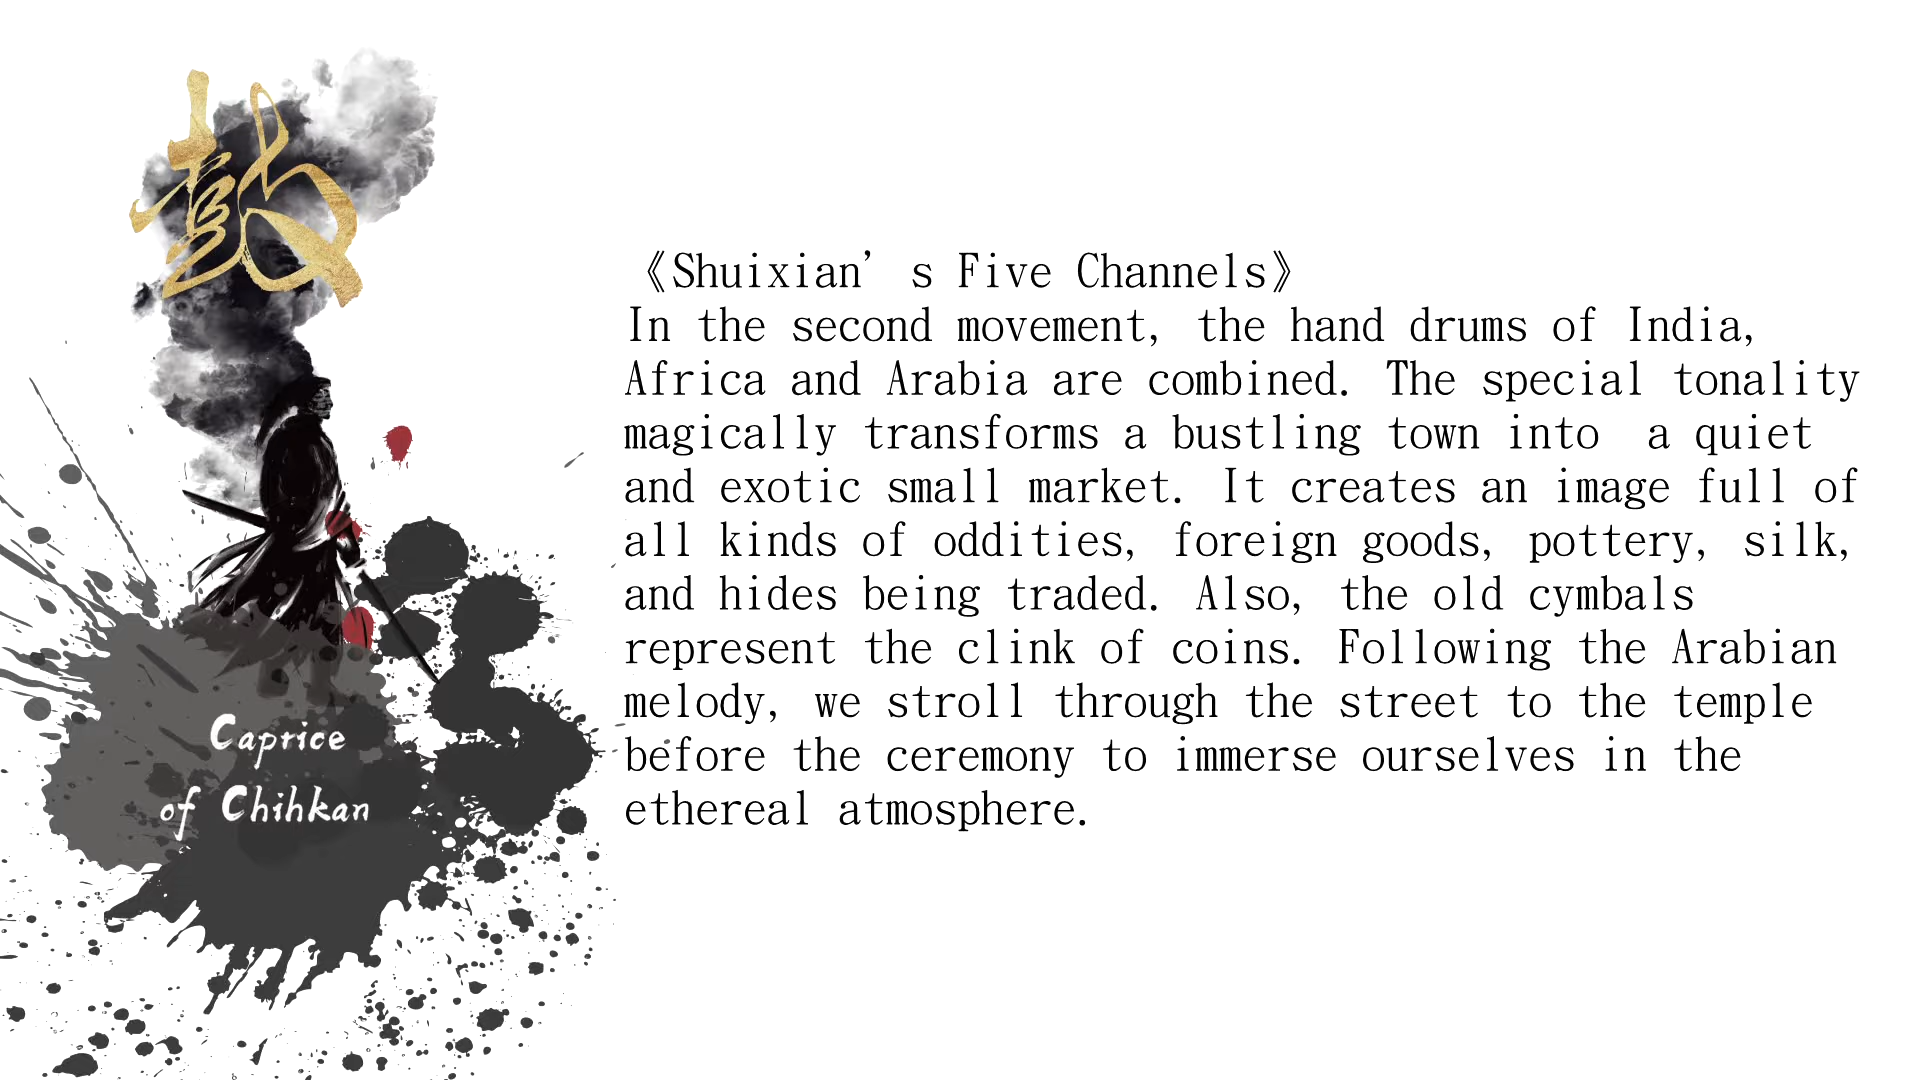 鼓
Caprice
of Chihkan
《Shuixian’s Five Channels》
In the second movement, the hand drums of India,
Africa and Arabia are combined. The special tonality
magically transforms a bustling town into  a quiet
and exotic small market. It creates an image full of
all kinds of oddities, foreign goods, pottery, silk,
and hides being traded. Also, the old cymbals
represent the clink of coins. Following the Arabian
melody, we stroll through the street to the temple
before the ceremony to immerse ourselves in the
ethereal atmosphere.